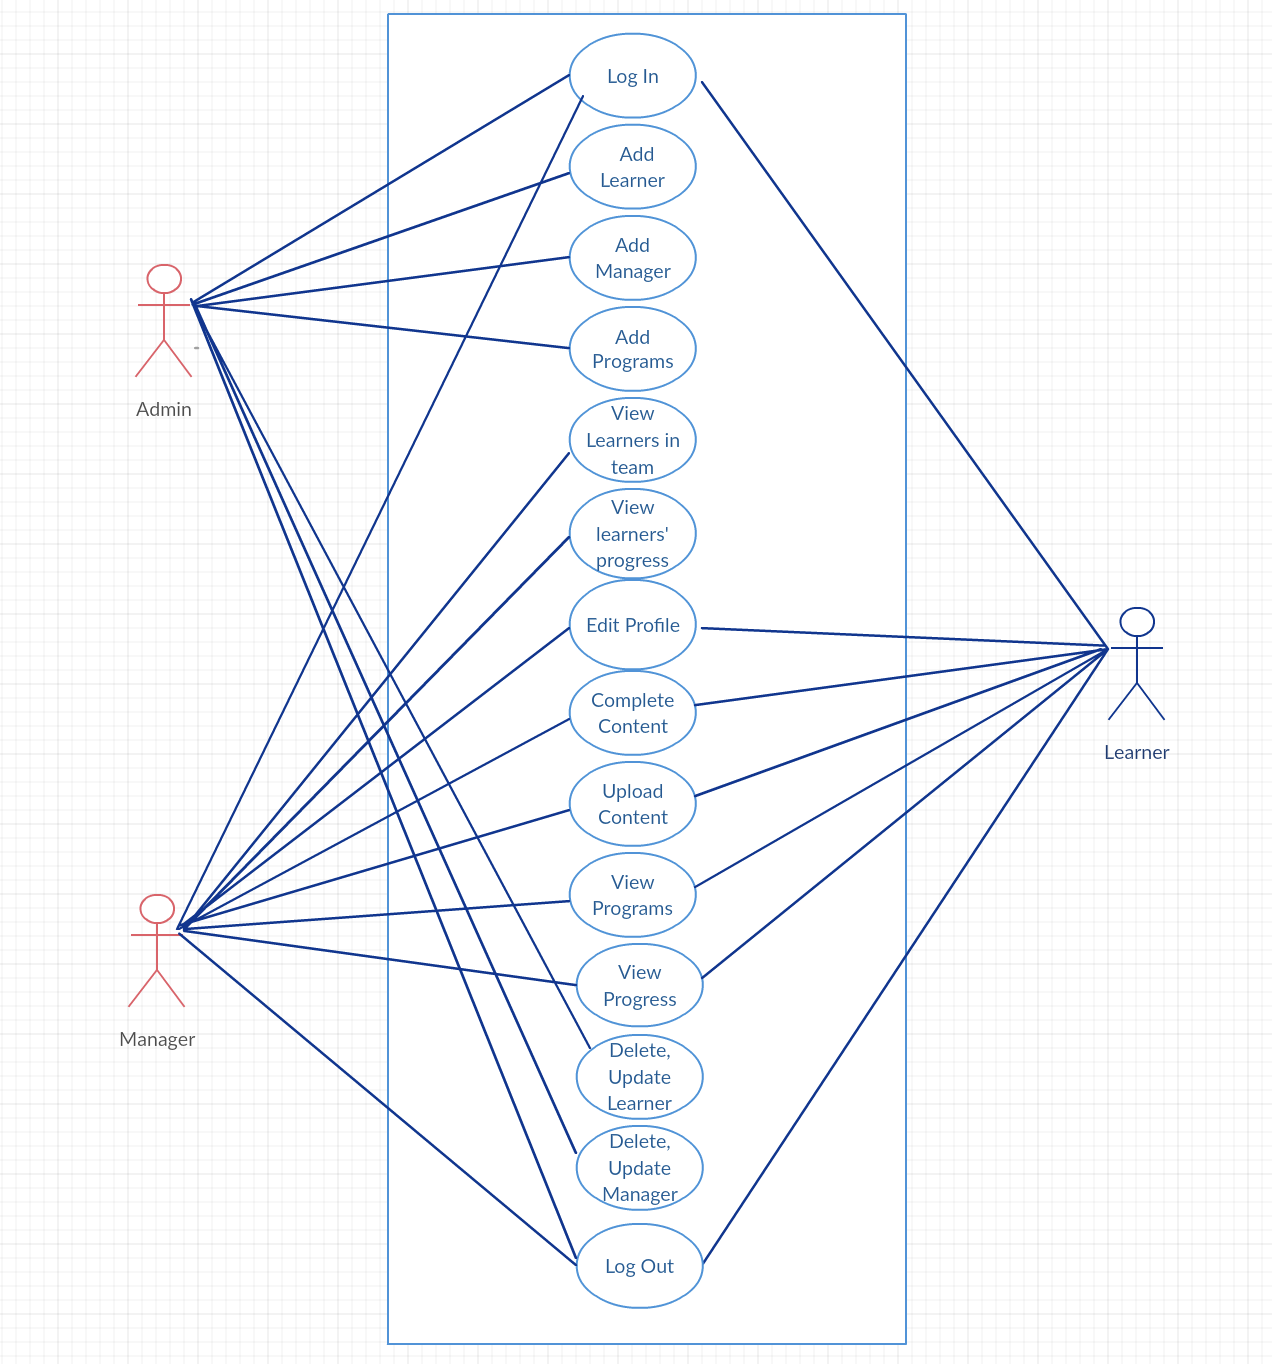 Log In
Add
Learner
Add
Manager
Add
Programs
View
Learners in
team
View
learners'
progress
Edit Profile
Complete
Content
Upload
Content
View
Programs
View
Progress
Delete,
Update
Learner
Delete,
Update
Manager
Log Out
Admin
Manager
Learner